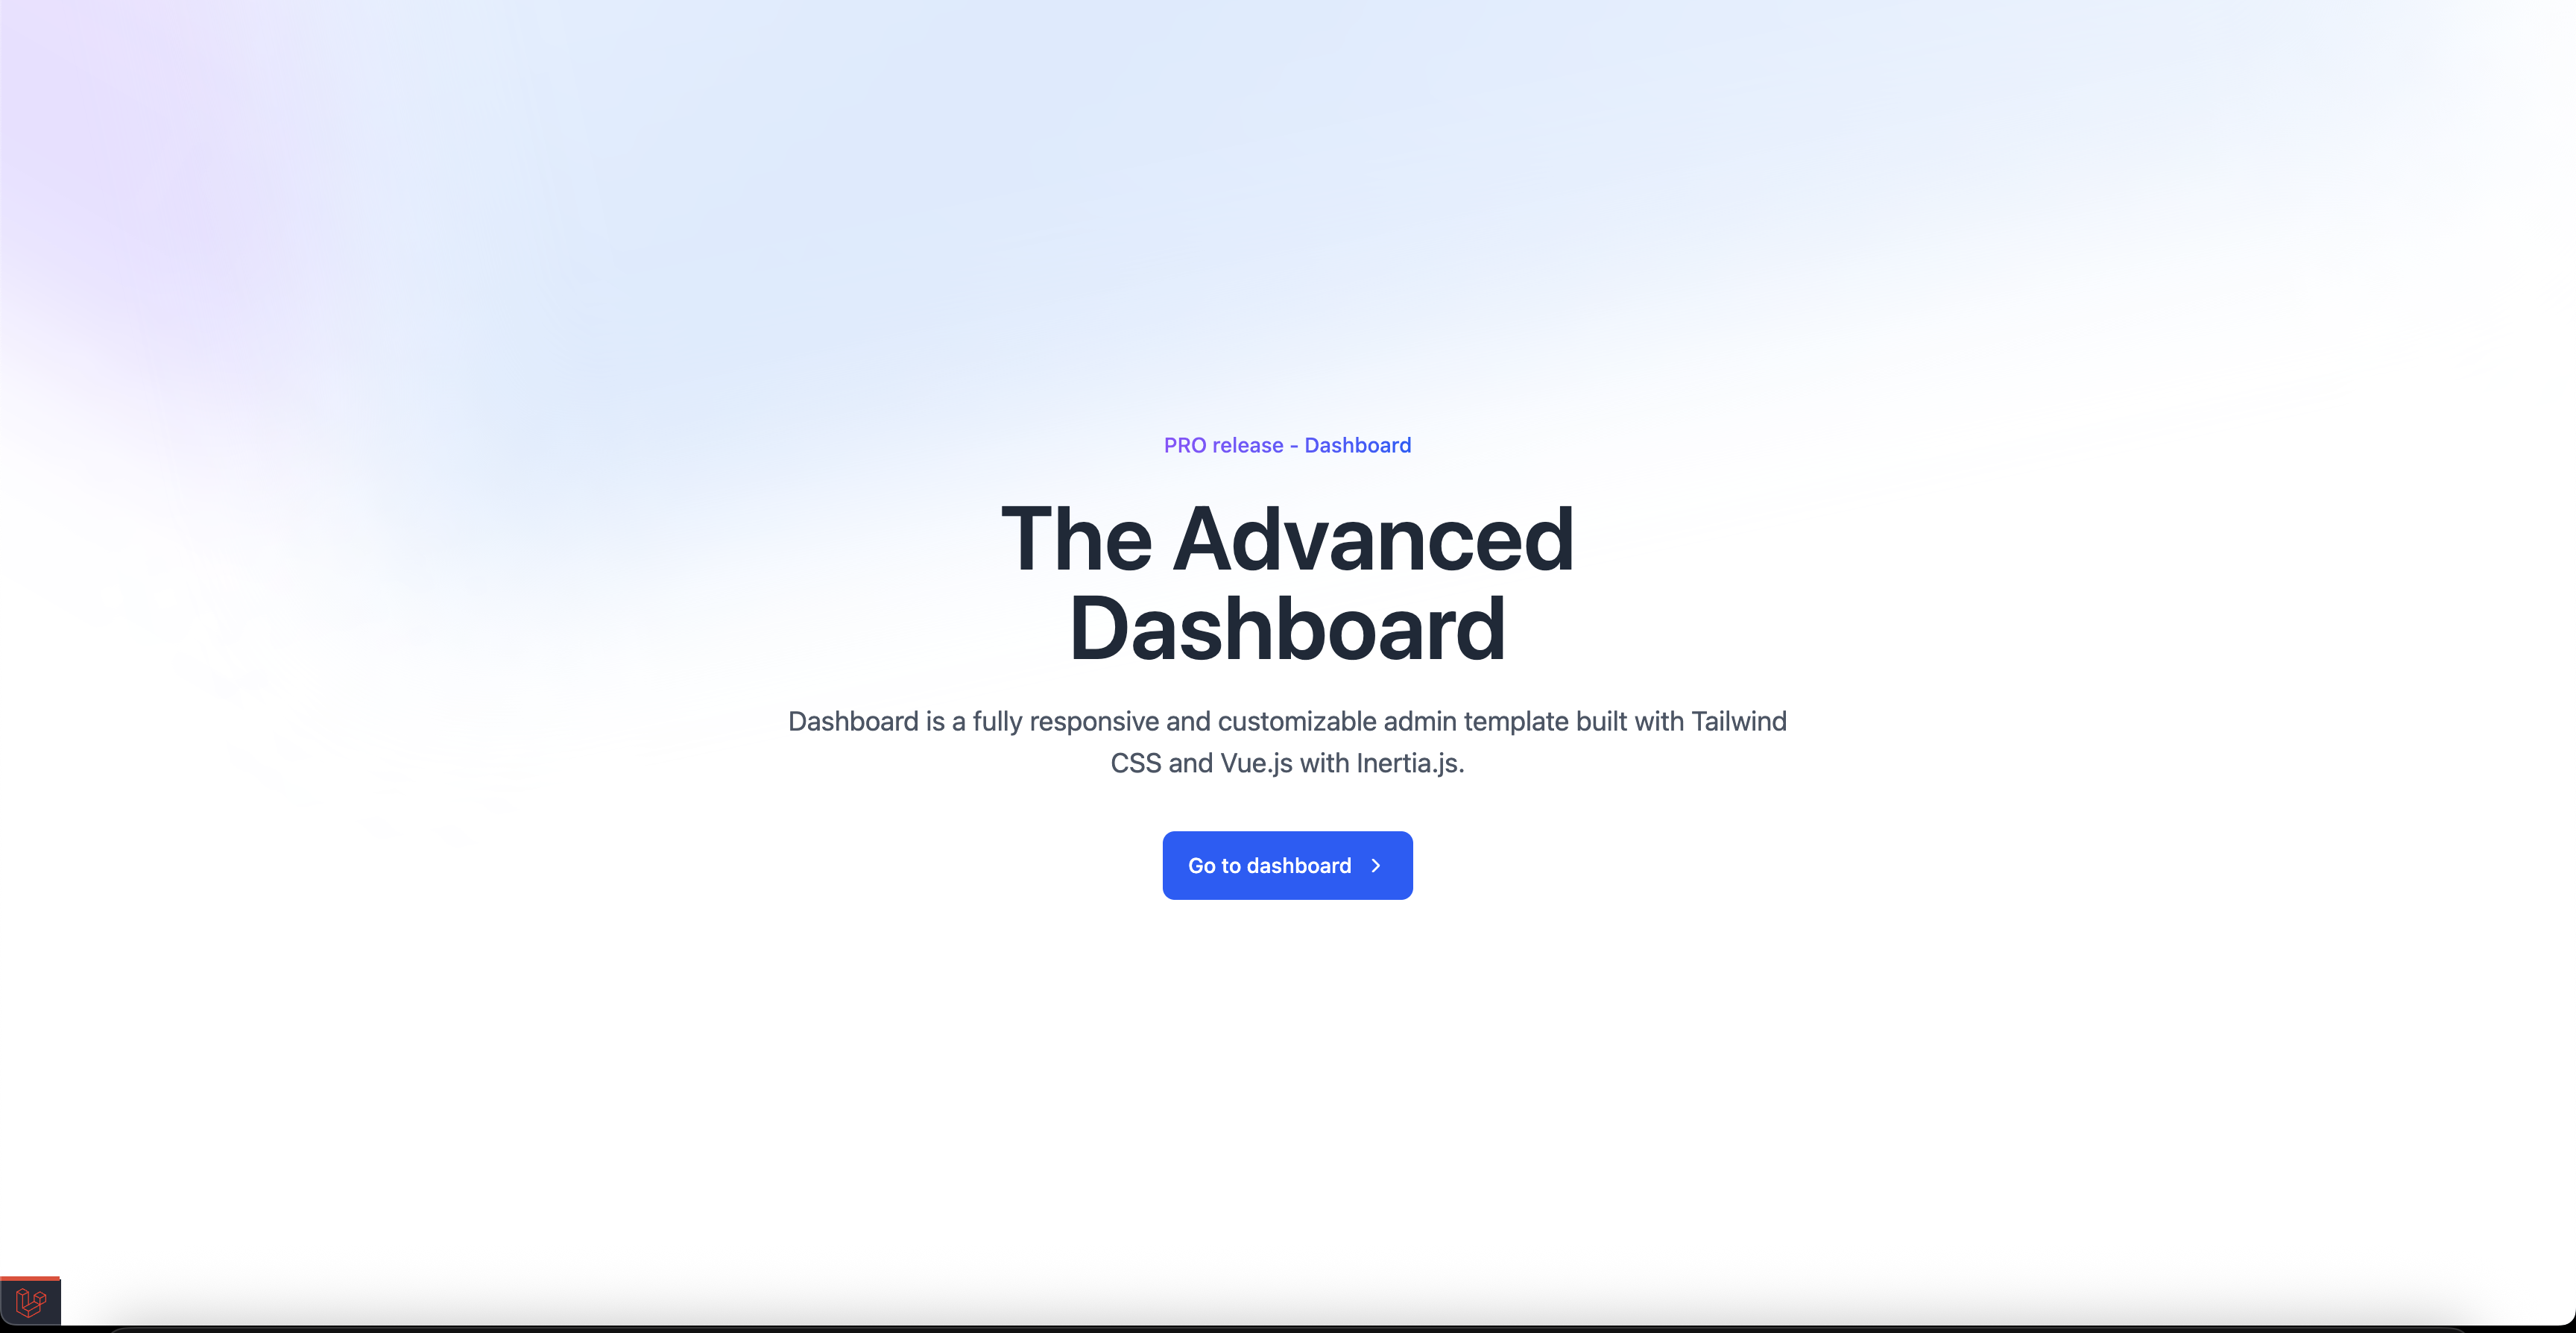 PRO release - Dashboard
The Advanced
Dashboard
Dashboard is a fully responsive and customizable admin template built with Tailwind
CSS and Vue.js with Inertia.js.
Go to dashboard